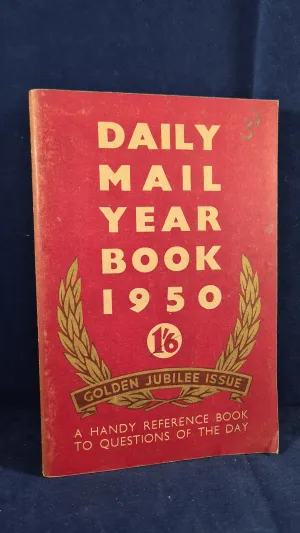 DAILY
MAIL
YEAR
BOOK
1950
1/6
GOLDEN JUBILEE ISSUE
A HANDY REFERENCE BOOK
TO QUESTIONS OF THE DAY